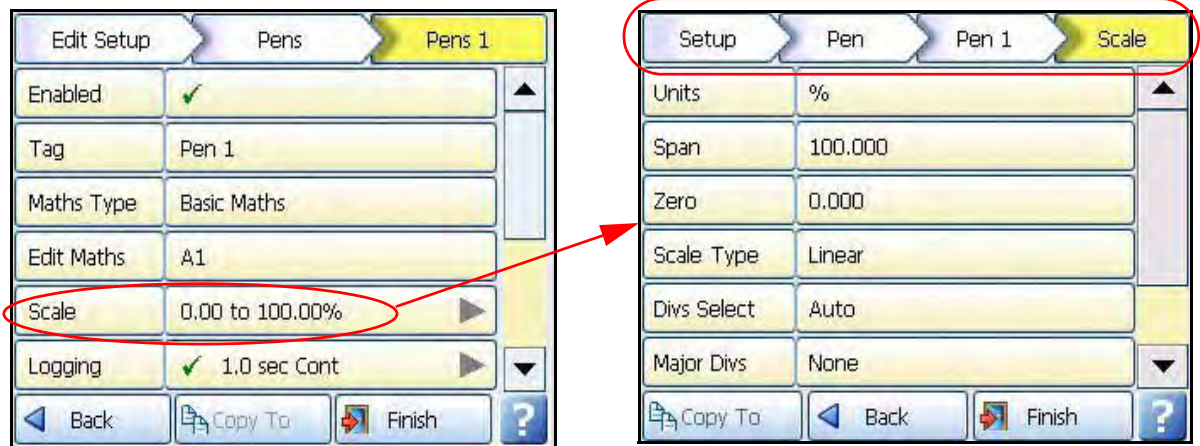 Edit Setup Pens Pens 1
Enabled ✓
Tag Pen 1
Maths Type Basic Maths
Edit Maths A1
Scale 0.00 to 100.00%
Logging ✓ 1.0 sec Cont
Back Copy To Finish ?
Setup Pen Pen 1 Scale
Units %
Span 100.000
Zero 0.000
Scale Type Linear
Divs Select Auto
Major Divs None
Copy To Back Finish ?